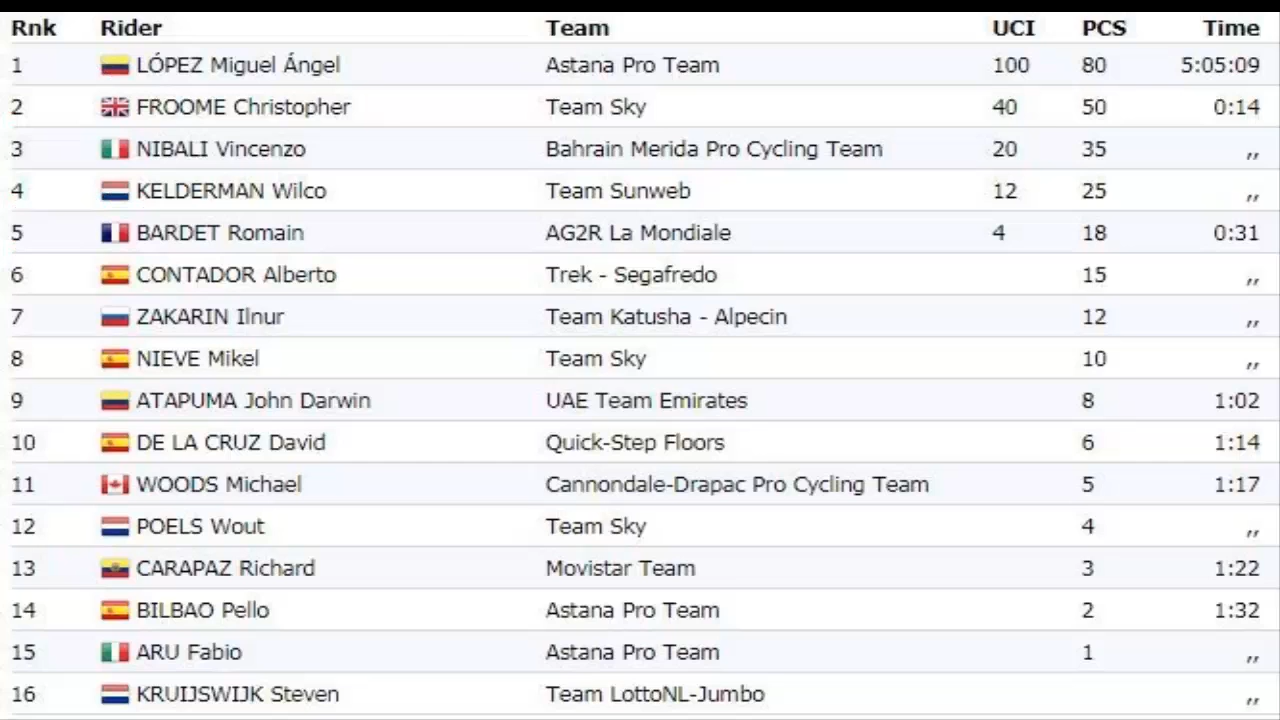 Rnk Rider Team UCI PCS Time
1 LÓPEZ Miguel Ángel Astana Pro Team 100 80 5:05:09
2 FROOME Christopher Team Sky 40 50 0:14
3 NIBALI Vincenzo Bahrain Merida Pro Cycling Team 20 35 ,,
4 KELDERMAN Wilco Team Sunweb 12 25 ,,
5 BARDET Romain AG2R La Mondiale 4 18 0:31
6 CONTADOR Alberto Trek - Segafredo 15 ,,
7 ZAKARIN Ilnur Team Katusha - Alpecin 12 ,,
8 NIEVE Mikel Team Sky 10 ,,
9 ATAPUMA John Darwin UAE Team Emirates 8 1:02
10 DE LA CRUZ David Quick-Step Floors 6 1:14
11 WOODS Michael Cannondale-Drapac Pro Cycling Team 5 1:17
12 POELS Wout Team Sky 4 ,,
13 CARAPAZ Richard Movistar Team 3 1:22
14 BILBAO Pello Astana Pro Team 2 1:32
15 ARU Fabio Astana Pro Team 1 ,,
16 KRUIJSWIJK Steven Team LottoNL-Jumbo ,,